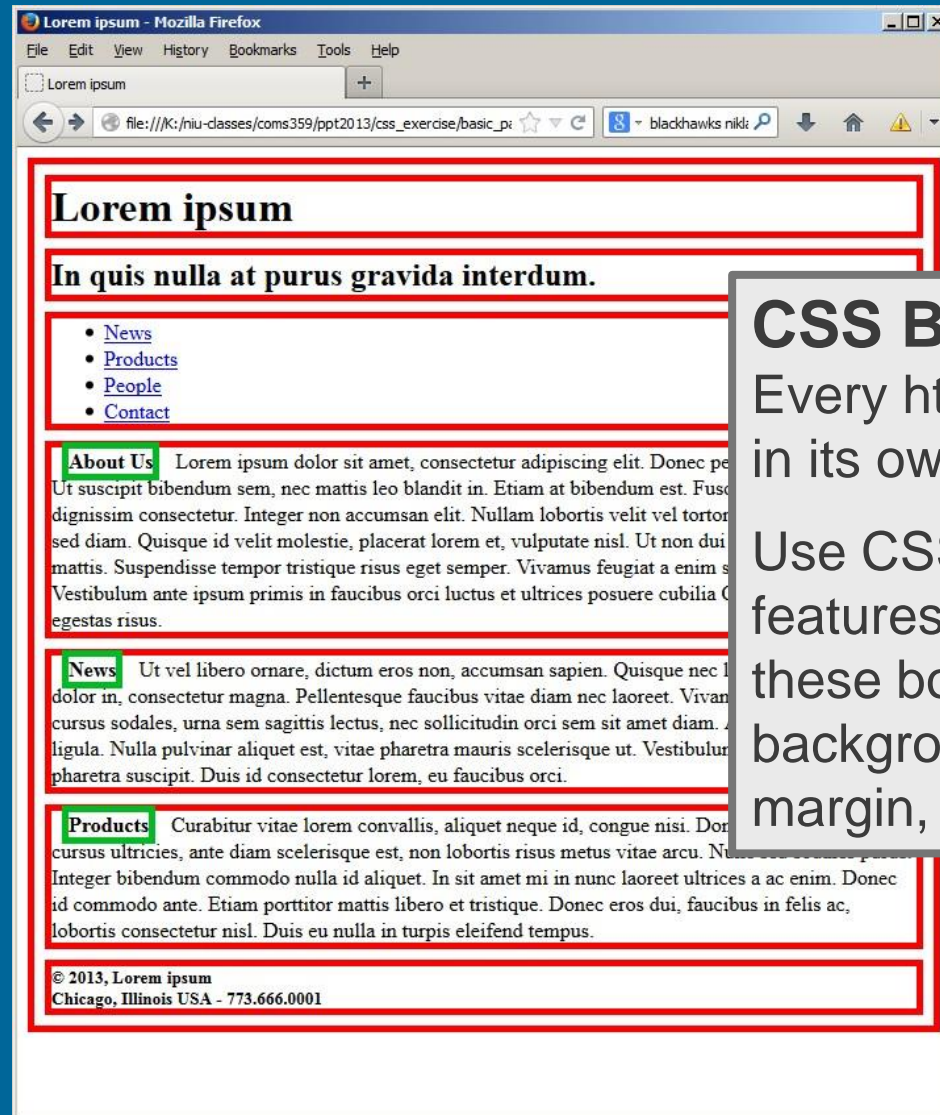 Lorem ipsum - Mozilla Firefox
File Edit View History Bookmarks Tools Help
Lorem ipsum
file:///K:/niu-classes/coms359/ppt2013/css_exercise/basic_pa
8 blackhawks nikla
Lorem ipsum
In quis nulla at purus gravida interdum.
• News
• Products
• People
• Contact
About Us Lorem ipsum dolor sit amet, consectetur adipiscing elit. Donec pe
Ut suscipit bibendum sem, nec mattis leo blandit in. Etiam at bibendum est. Fusc
dignissim consectetur. Integer non accumsan elit. Nullam lobortis velit vel tortor
sed diam. Quisque id velit molestie, placerat lorem et, vulputate nisl. Ut non dui
mattis. Suspendisse tempor tristique risus eget semper. Vivamus feugiat a enim s
Vestibulum ante ipsum primis in faucibus orci luctus et ultrices posuere cubilia C
egestas risus.
News Ut vel libero ornare, dictum eros non, accumsan sapien. Quisque nec l
dolor in, consectetur magna. Pellentesque faucibus vitae diam nec laoreet. Vivam
cursus sodales, urna sem sagittis lectus, nec sollicitudin orci sem sit amet diam.
ligula. Nulla pulvinar aliquet est, vitae pharetra mauris scelerisque ut. Vestibulum
pharetra suscipit. Duis id consectetur lorem, eu faucibus orci.
Products Curabitur vitae lorem convallis, aliquet neque id, congue nisi. Don
cursus ultricies, ante diam scelerisque est, non lobortis risus metus vitae arcu.
Integer bibendum commodo nulla id aliquet. In sit amet mi in nunc laoreet ultrices a ac enim. Donec
id commodo ante. Etiam porttitor mattis libero et tristique. Donec eros dui, faucibus in felis ac,
lobortis consectetur nisl. Duis eu nulla in turpis eleifend tempus.
© 2013, Lorem ipsum
Chicago, Illinois USA - 773.666.0001
CSS B
Every ht
in its ow
Use CSS
features
these bo
backgro
margin,